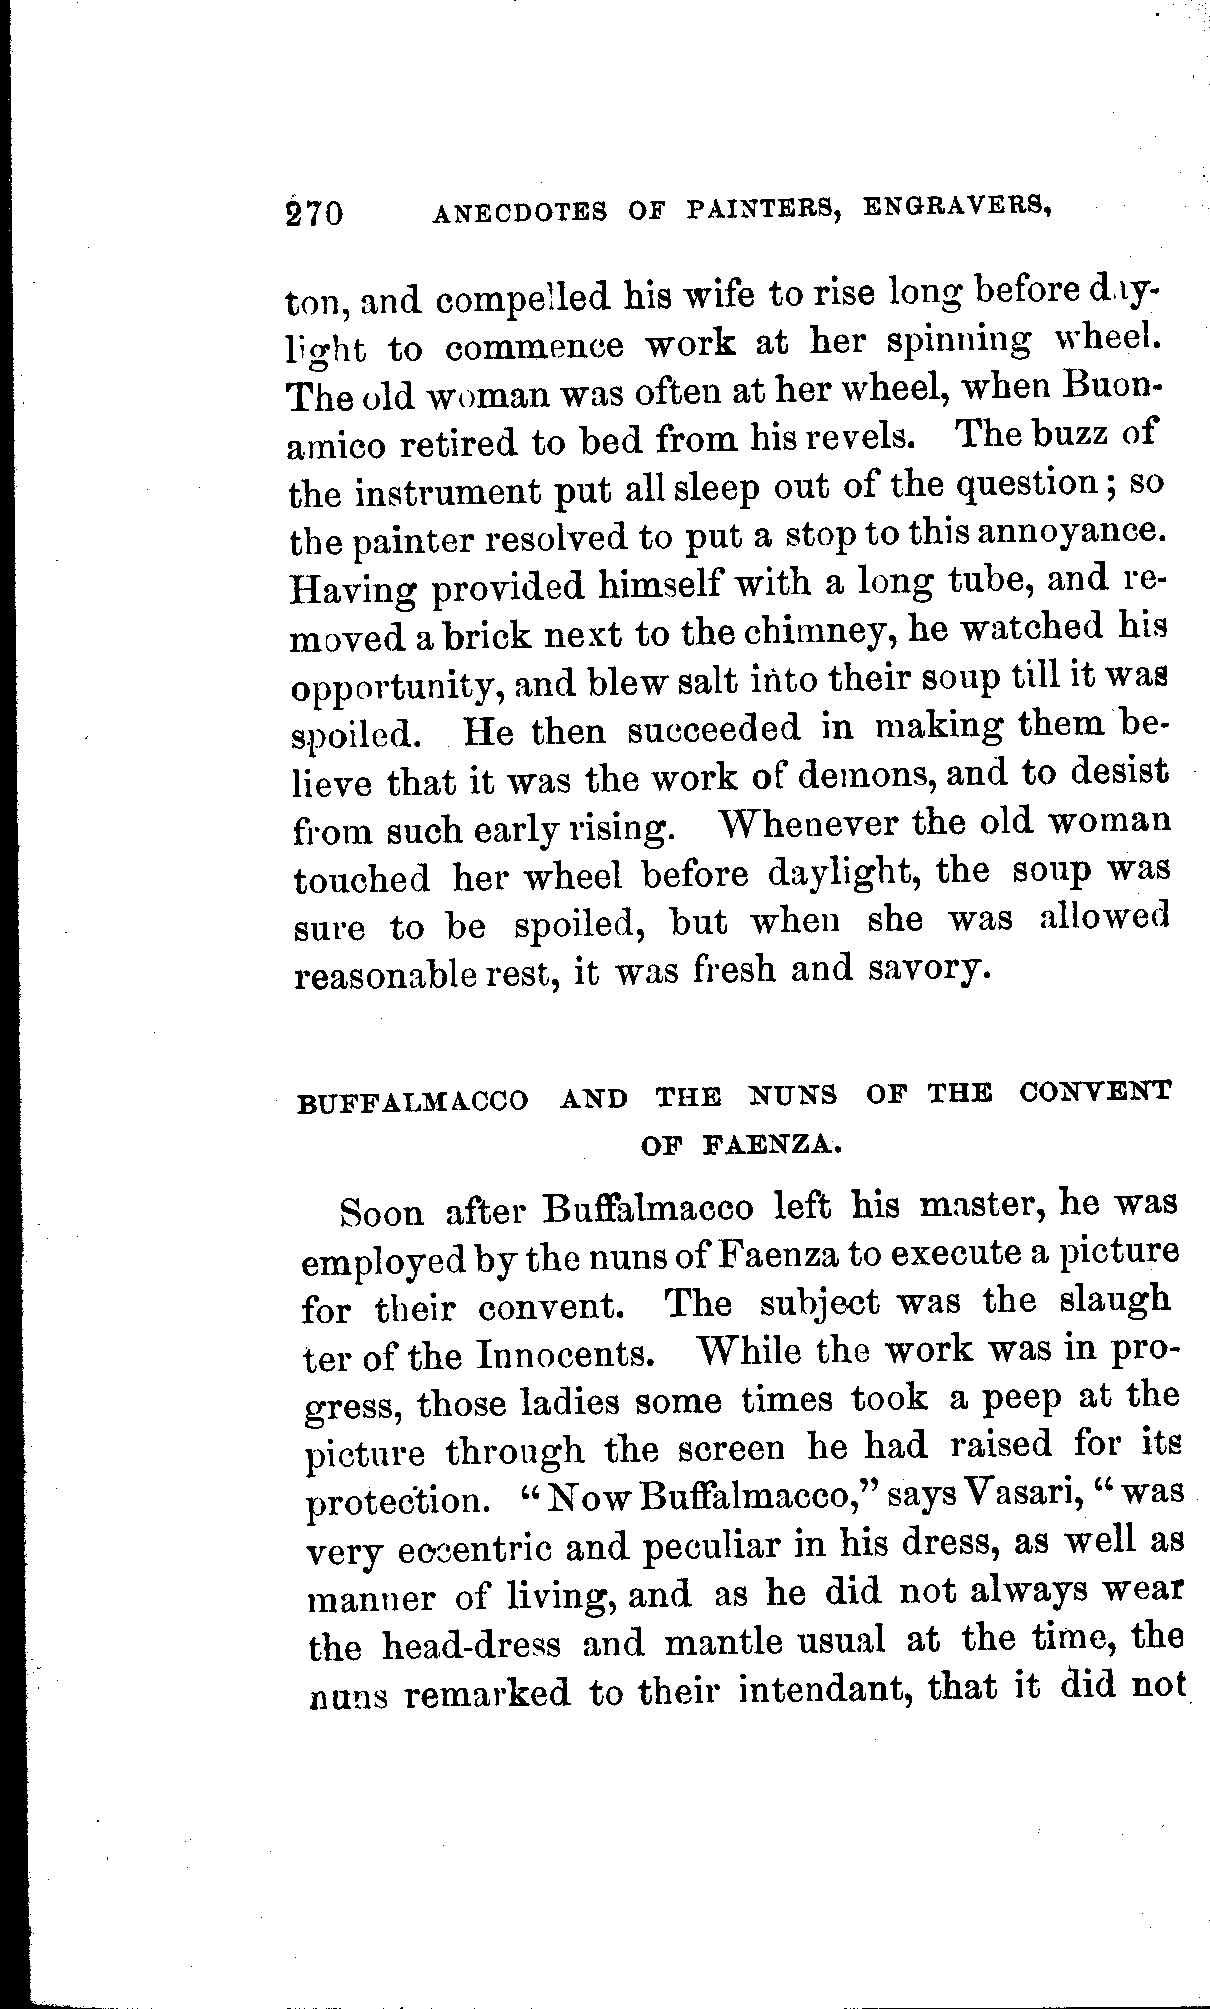 270 ANECDOTES OF PAINTERS, ENGRAVERS,
ton, and compelled his wife to rise long before day-
light to commence work at her spinning wheel.
The old woman was often at her wheel, when Buon-
amico retired to bed from his revels. The buzz of
the instrument put all sleep out of the question; so
the painter resolved to put a stop to this annoyance.
Having provided himself with a long tube, and re-
moved a brick next to the chimney, he watched his
opportunity, and blew salt into their soup till it was
spoiled. He then succeeded in making them be-
lieve that it was the work of demons, and to desist
from such early rising. Whenever the old woman
touched her wheel before daylight, the soup was
sure to be spoiled, but when she was allowed
reasonable rest, it was fresh and savory.
BUFFALMACCO AND THE NUNS OF THE CONVENT
OF FAENZA.
Soon after Buffalmacco left his master, he was
employed by the nuns of Faenza to execute a picture
for their convent. The subject was the slaugh
ter of the Innocents. While the work was in pro-
gress, those ladies some times took a peep at the
picture through the screen he had raised for its
protection. "Now Buffalmacco," says Vasari, "was
very eccentric and peculiar in his dress, as well as
manner of living, and as he did not always wear
the head-dress and mantle usual at the time, the
nuns remarked to their intendant, that it did not